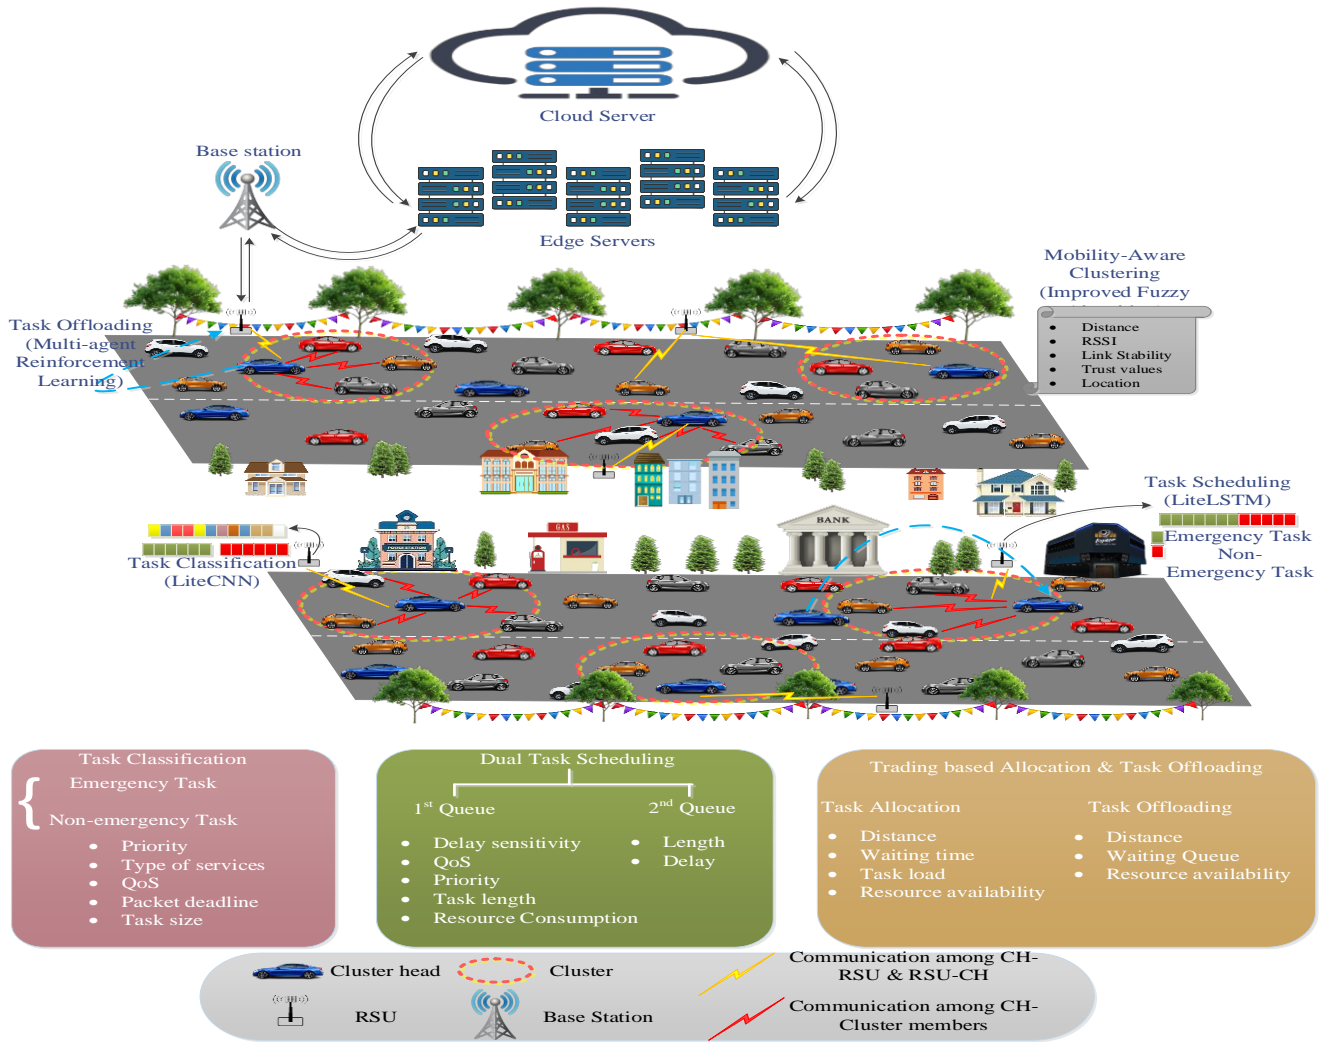 Cloud Server
Base station
Edge Servers
Mobility-Aware
Clustering
(Improved Fuzzy
Distance
RSSI
Link Stability
Trust values
Location
Task Offloading
(Multi-agent
Reinforcement
Learning)
Task Scheduling
(LiteLSTM)
Emergency Task
Non-
Emergency Task
Task Classification
(LiteCNN)
GAS
BANK
Task Classification
Emergency Task
Non-emergency Task
Priority
Type of services
QoS
Packet deadline
Task size
Dual Task Scheduling
1st Queue
Delay sensitivity
QoS
Priority
Task length
Resource Consumption
2nd Queue
Length
Delay
Trading based Allocation & Task Offloading
Task Allocation
Distance
Waiting time
Task load
Resource availability
Task Offloading
Distance
Waiting Queue
Resource availability
Cluster head
Cluster
Communication among CH-
RSU & RSU-CH
RSU
Base Station
Communication among CH-
Cluster members